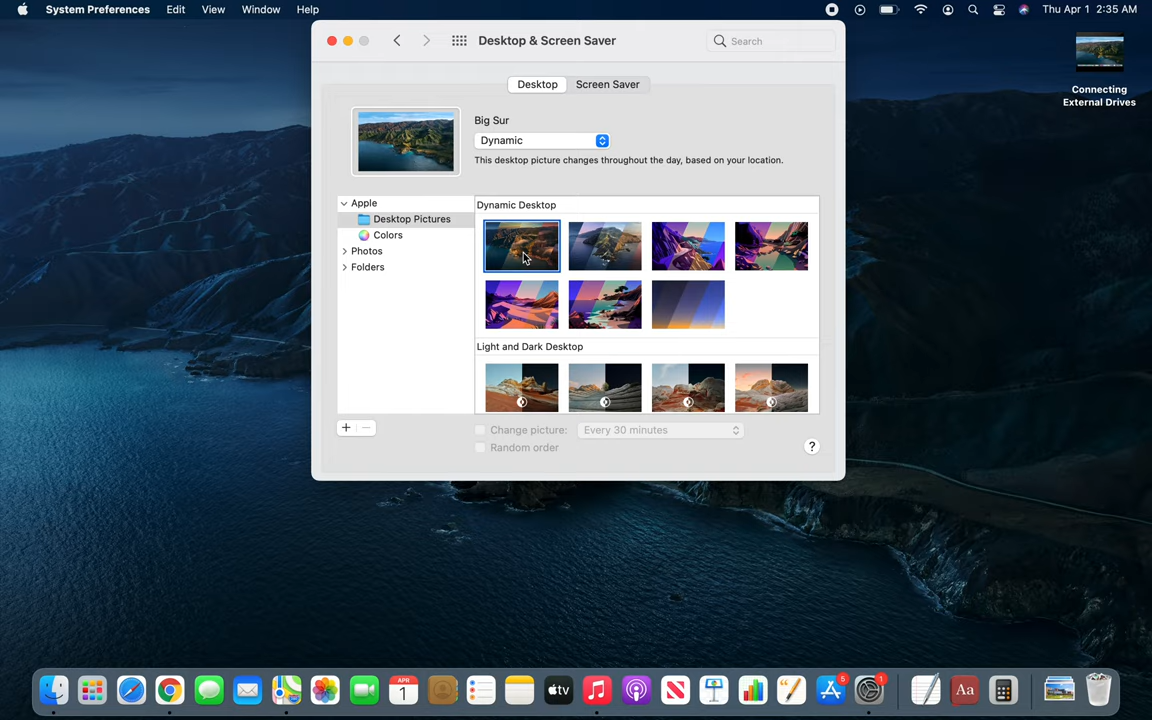 System Preferences Edit View Window Help Thu Apr 1 2:35 AM
Desktop & Screen Saver
Search
Connecting
External Drives
Desktop Screen Saver
Big Sur
Dynamic
This desktop picture changes throughout the day, based on your location.
Apple
Desktop Pictures
Colors
Photos
Folders
Dynamic Desktop
Light and Dark Desktop
+ −
Change picture: Every 30 minutes
Random order
?
APR
1
tv
5
1
Aa